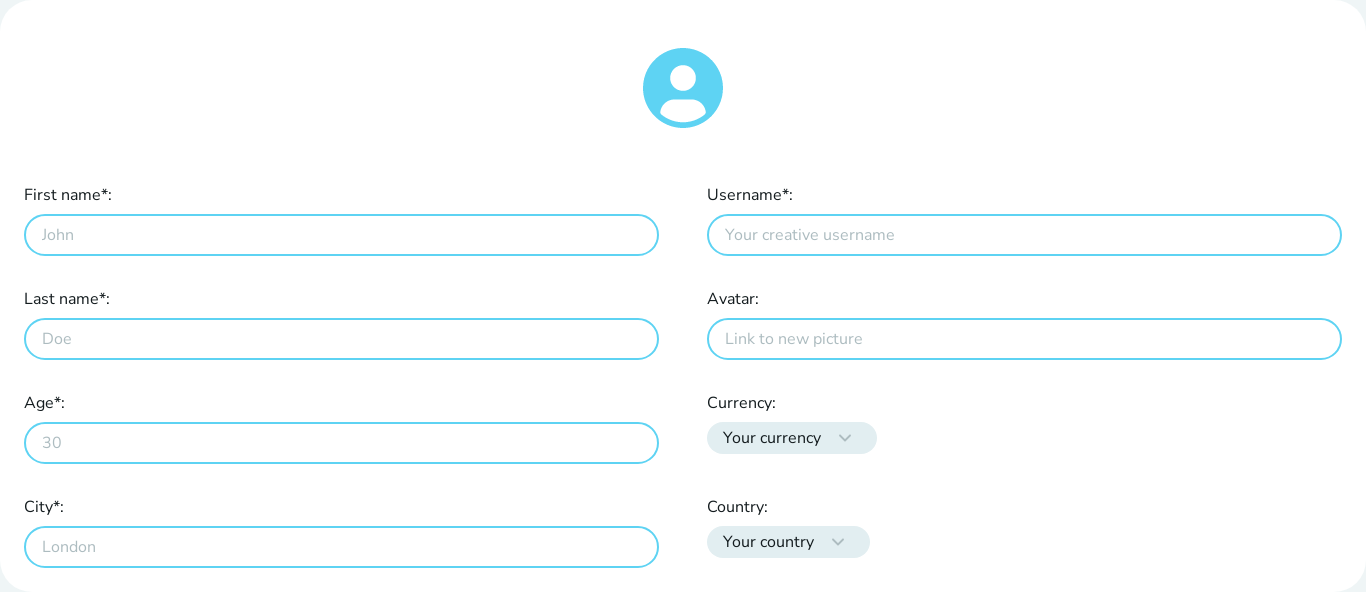 First name*:
John
Username*:
Your creative username
Last name*:
Doe
Avatar:
Link to new picture
Age*:
30
Currency:
Your currency
City*:
London
Country:
Your country